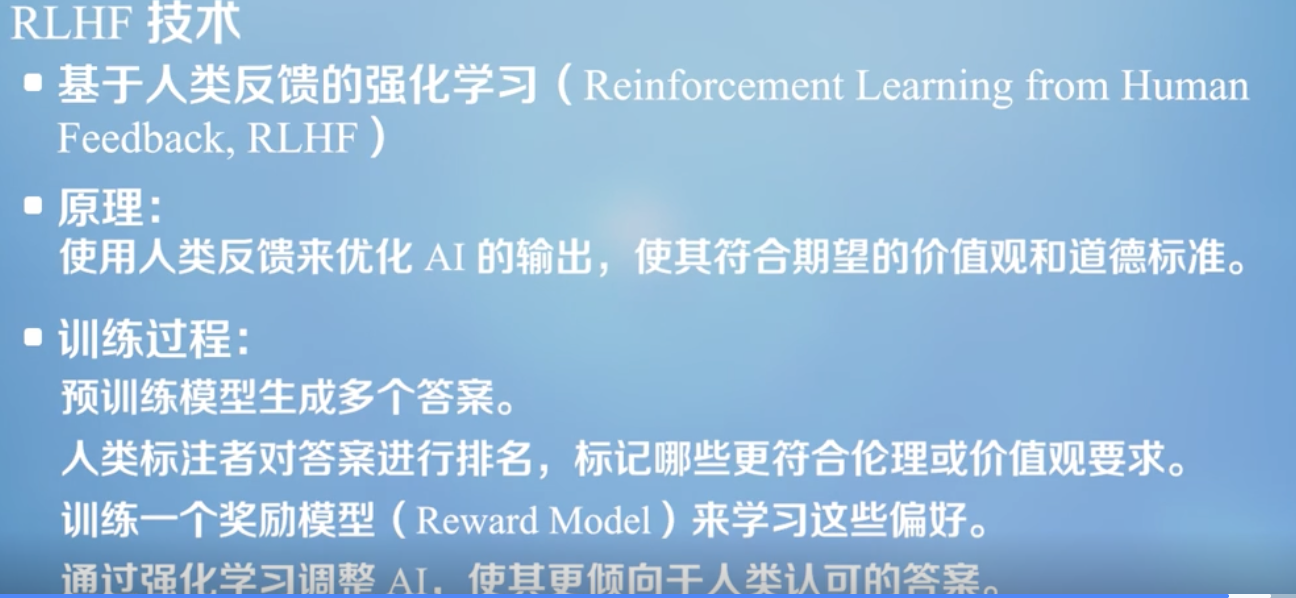 RLHF 技术
▪ 基于人类反馈的强化学习（Reinforcement Learning from Human
Feedback, RLHF）
▪ 原理：
使用人类反馈来优化 AI 的输出，使其符合期望的价值观和道德标准。
▪ 训练过程：
预训练模型生成多个答案。
人类标注者对答案进行排名，标记哪些更符合伦理或价值观要求。
训练一个奖励模型（Reward Model）来学习这些偏好。
通过强化学习调整 AI，使其更倾向于人类认可的答案。